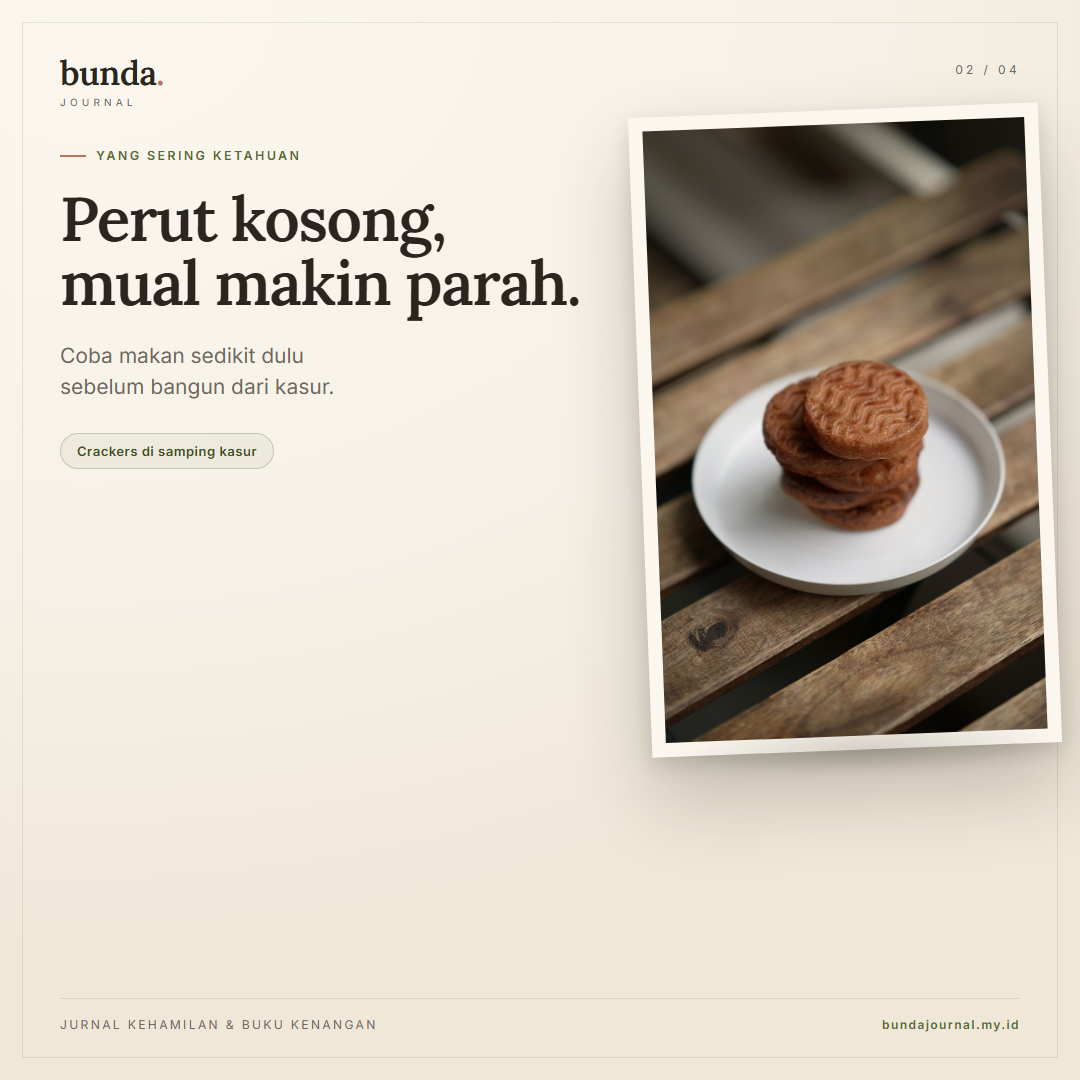 bunda.
JOURNAL
02 / 04
YANG SERING KETAHUAN
Perut kosong,
mual makin parah.
Coba makan sedikit dulu
sebelum bangun dari kasur.
Crackers di samping kasur
JURNAL KEHAMILAN & BUKU KENANGAN
bundajournal.my.id